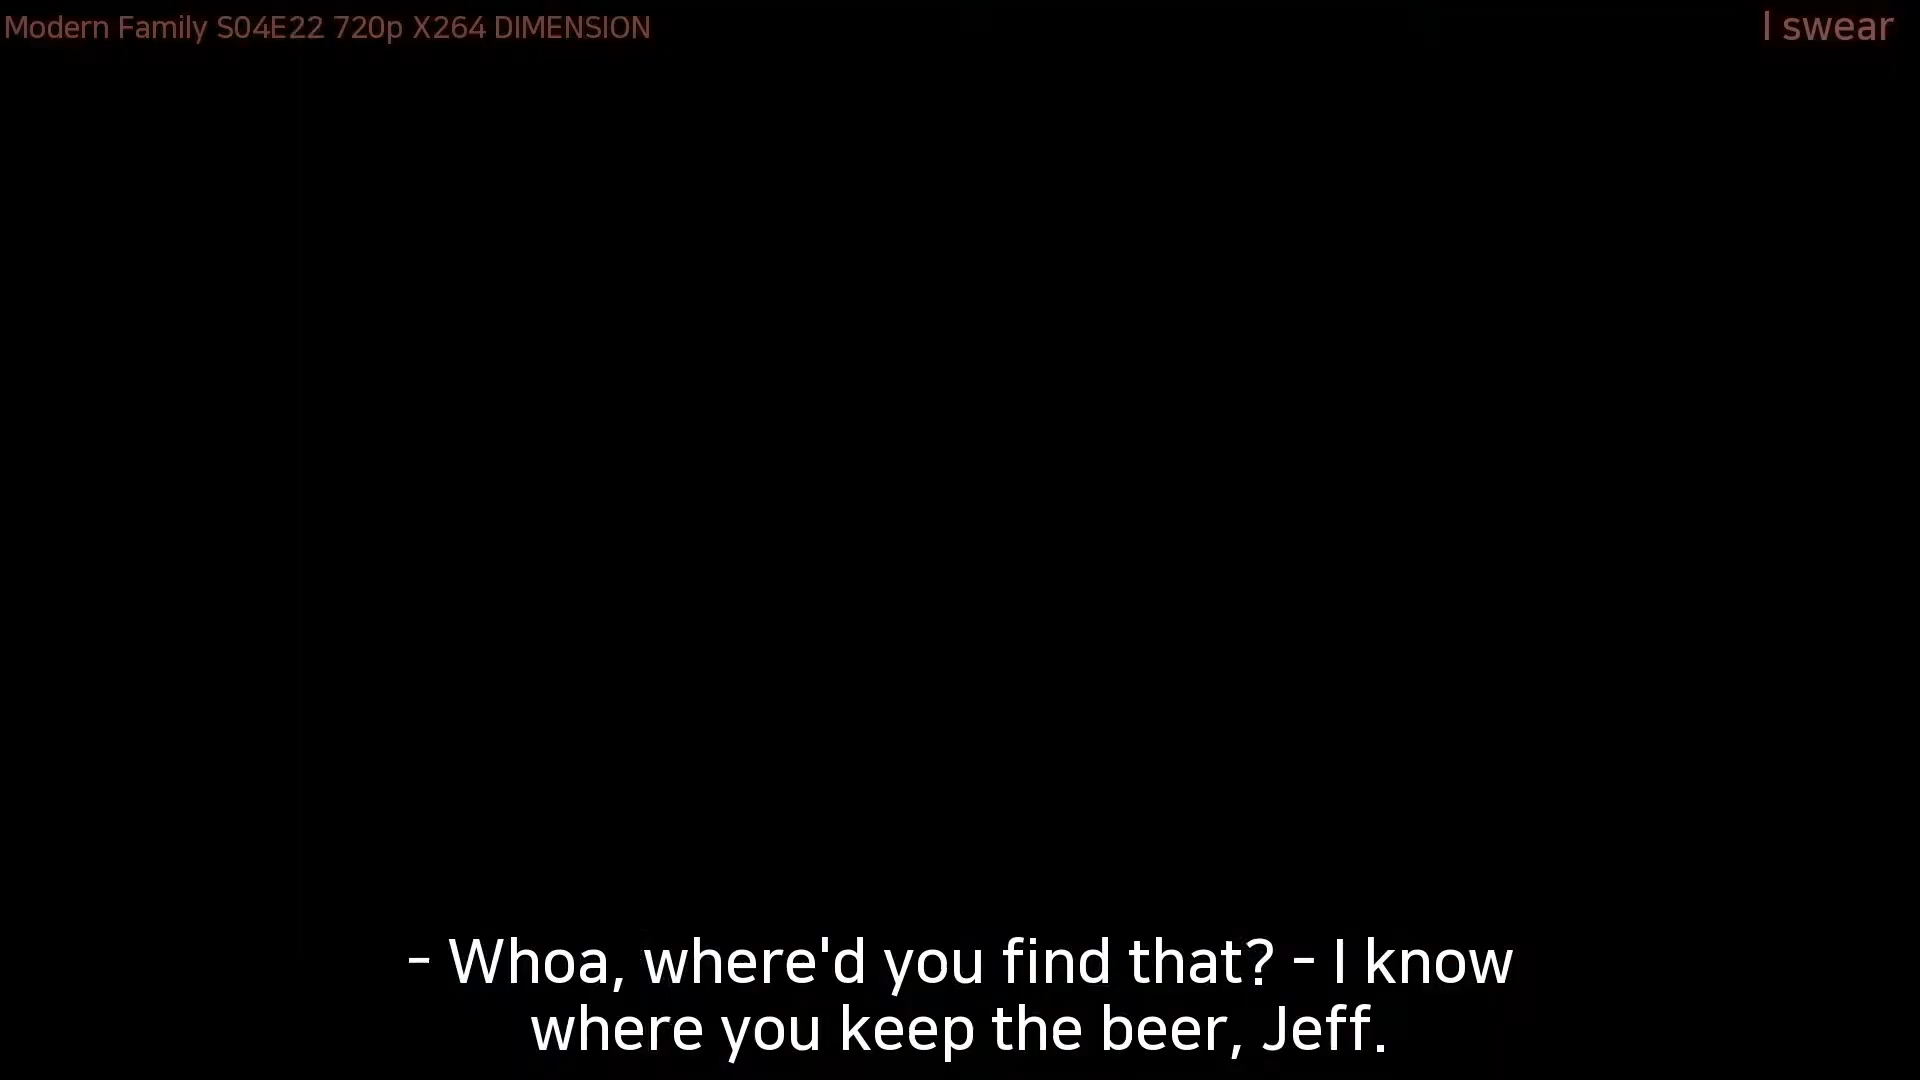 Modern Family S04E22 720p X264 DIMENSION
I swear
- Whoa, where'd you find that? - I know
where you keep the beer, Jeff.